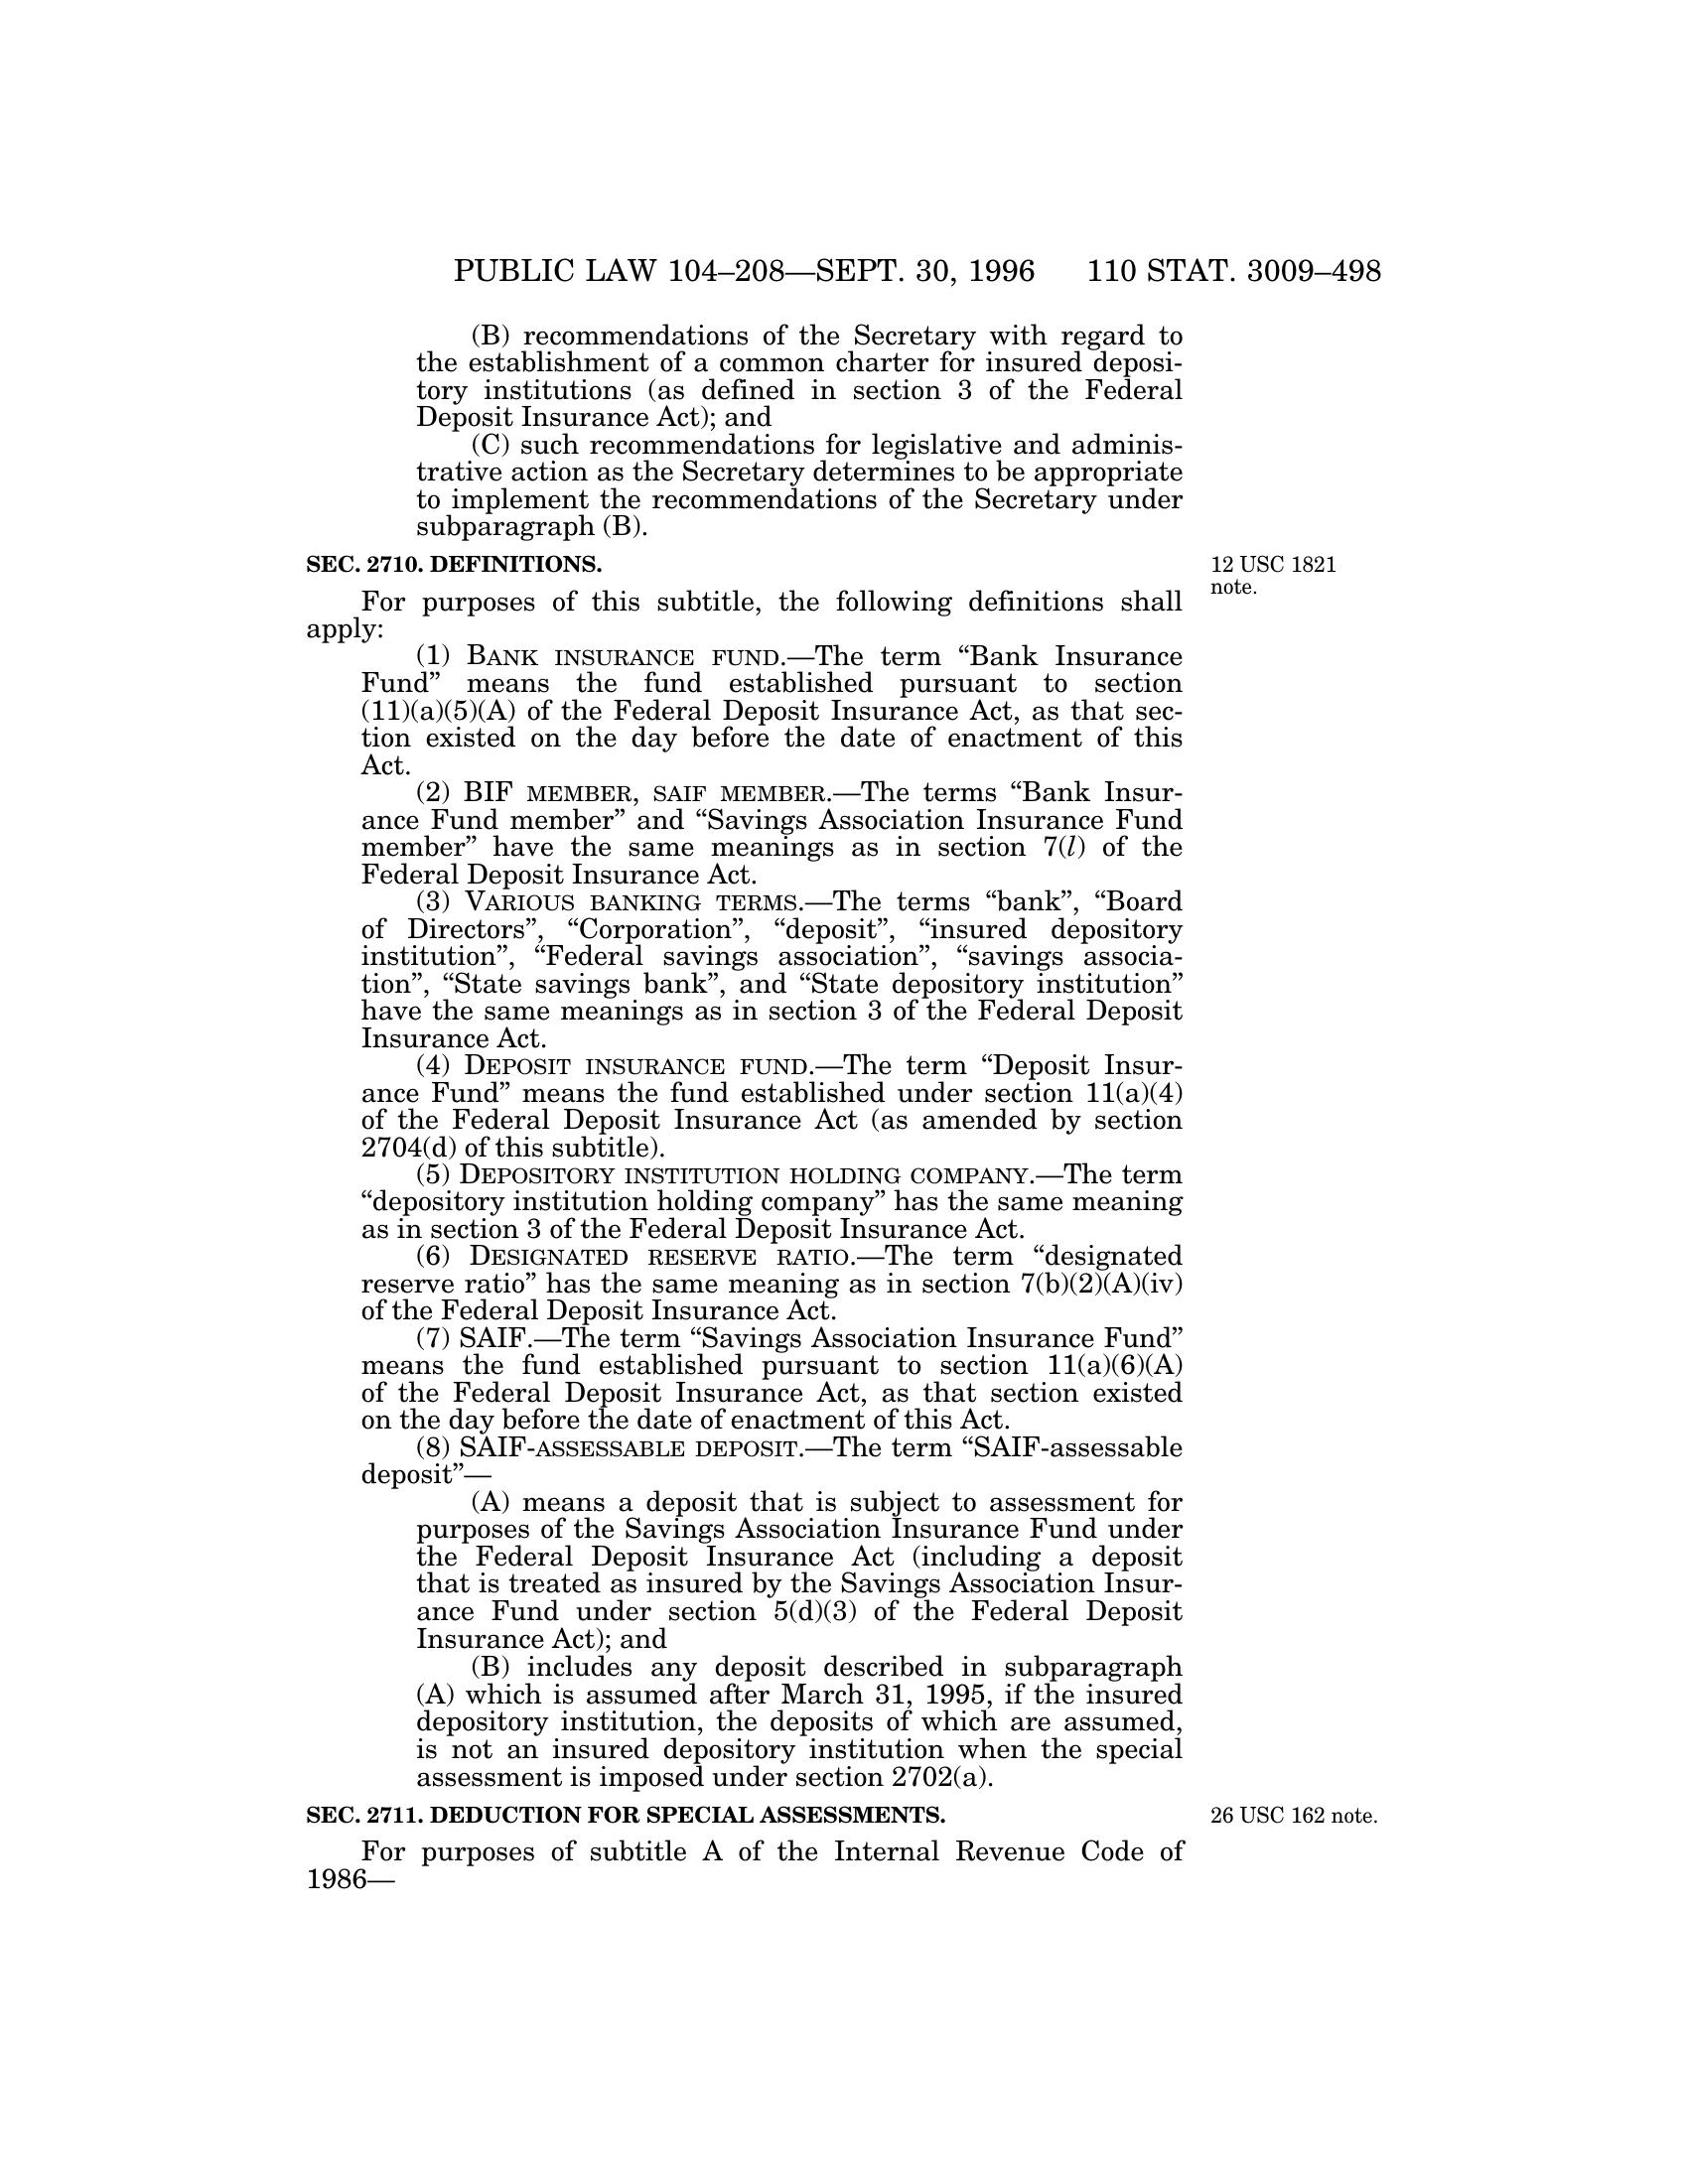 PUBLIC LAW 104–208—SEPT. 30, 1996 110 STAT. 3009–498
(B) recommendations of the Secretary with regard to
the establishment of a common charter for insured deposi-
tory institutions (as defined in section 3 of the Federal
Deposit Insurance Act); and
(C) such recommendations for legislative and adminis-
trative action as the Secretary determines to be appropriate
to implement the recommendations of the Secretary under
subparagraph (B).
SEC. 2710. DEFINITIONS.
12 USC 1821
note.
For purposes of this subtitle, the following definitions shall
apply:
(1) BANK INSURANCE FUND.—The term “Bank Insurance
Fund” means the fund established pursuant to section
(11)(a)(5)(A) of the Federal Deposit Insurance Act, as that sec-
tion existed on the day before the date of enactment of this
Act.
(2) BIF MEMBER, SAIF MEMBER.—The terms “Bank Insur-
ance Fund member” and “Savings Association Insurance Fund
member” have the same meanings as in section 7(l) of the
Federal Deposit Insurance Act.
(3) VARIOUS BANKING TERMS.—The terms “bank”, “Board
of Directors”, “Corporation”, “deposit”, “insured depository
institution”, “Federal savings association”, “savings associa-
tion”, “State savings bank”, and “State depository institution”
have the same meanings as in section 3 of the Federal Deposit
Insurance Act.
(4) DEPOSIT INSURANCE FUND.—The term “Deposit Insur-
ance Fund” means the fund established under section 11(a)(4)
of the Federal Deposit Insurance Act (as amended by section
2704(d) of this subtitle).
(5) DEPOSITORY INSTITUTION HOLDING COMPANY.—The term
“depository institution holding company” has the same meaning
as in section 3 of the Federal Deposit Insurance Act.
(6) DESIGNATED RESERVE RATIO.—The term “designated
reserve ratio” has the same meaning as in section 7(b)(2)(A)(iv)
of the Federal Deposit Insurance Act.
(7) SAIF.—The term “Savings Association Insurance Fund”
means the fund established pursuant to section 11(a)(6)(A)
of the Federal Deposit Insurance Act, as that section existed
on the day before the date of enactment of this Act.
(8) SAIF-ASSESSABLE DEPOSIT.—The term “SAIF-assessable
deposit”—
(A) means a deposit that is subject to assessment for
purposes of the Savings Association Insurance Fund under
the Federal Deposit Insurance Act (including a deposit
that is treated as insured by the Savings Association Insur-
ance Fund under section 5(d)(3) of the Federal Deposit
Insurance Act); and
(B) includes any deposit described in subparagraph
(A) which is assumed after March 31, 1995, if the insured
depository institution, the deposits of which are assumed,
is not an insured depository institution when the special
assessment is imposed under section 2702(a).
SEC. 2711. DEDUCTION FOR SPECIAL ASSESSMENTS.
26 USC 162 note.
For purposes of subtitle A of the Internal Revenue Code of
1986—